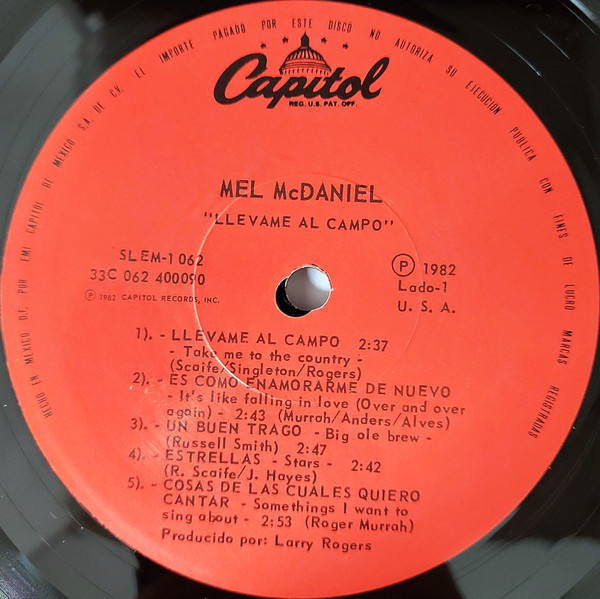 HECHO EN MEXICO D.F. POR EMI CAPITOL DE MEXICO S.A. DE C.V. EL IMPORTE PAGADO POR ESTE DISCO NO AUTORIZA SU EJECUCION PUBLICA CON FINES DE LUCRO MARCAS REGISTRADAS
Capitol
REG. U.S. PAT. OFF.
MEL McDANIEL
"LLEVAME AL CAMPO"
SLEM-1062
33C 062 400090
℗ 1982 CAPITOL RECORDS, INC.
℗ 1982
Lado-1
U. S. A.
1). - LLEVAME AL CAMPO 2:37
- Take me to the country -
(Scaife/Singleton/Rogers)
2). - ES COMO ENAMORARME DE NUEVO
- It's like falling in love (Over and over
again) - 2:43 (Murrah/Anders/Alves)
3). - UN BUEN TRAGO - Big ole brew -
(Russell Smith) 2:47
4). - ESTRELLAS - Stars - 2:42
(R. Scaife/J. Hayes)
5). - COSAS DE LAS CUALES QUIERO
CANTAR - Somethings I want to
sing about - 2:53 (Roger Murrah)
Producido por: Larry Rogers